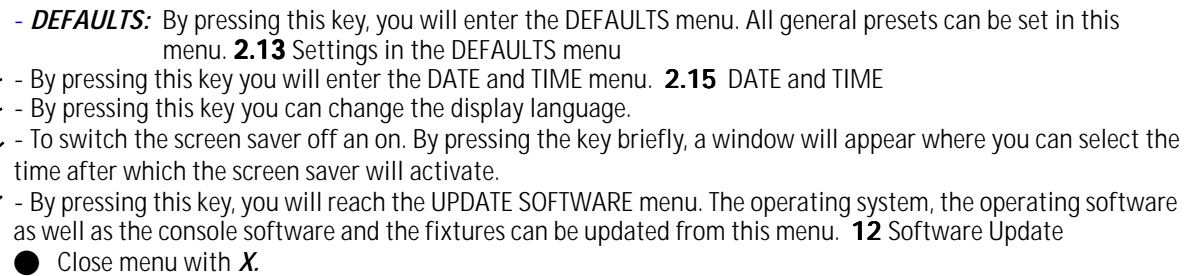 - DEFAULTS: By pressing this key, you will enter the DEFAULTS menu. All general presets can be set in this
menu. 2.13 Settings in the DEFAULTS menu
- By pressing this key you will enter the DATE and TIME menu. 2.15 DATE and TIME
- By pressing this key you can change the display language.
- To switch the screen saver off an on. By pressing the key briefly, a window will appear where you can select the
time after which the screen saver will activate.
- By pressing this key, you will reach the UPDATE SOFTWARE menu. The operating system, the operating software
as well as the console software and the fixtures can be updated from this menu. 12 Software Update
● Close menu with X.